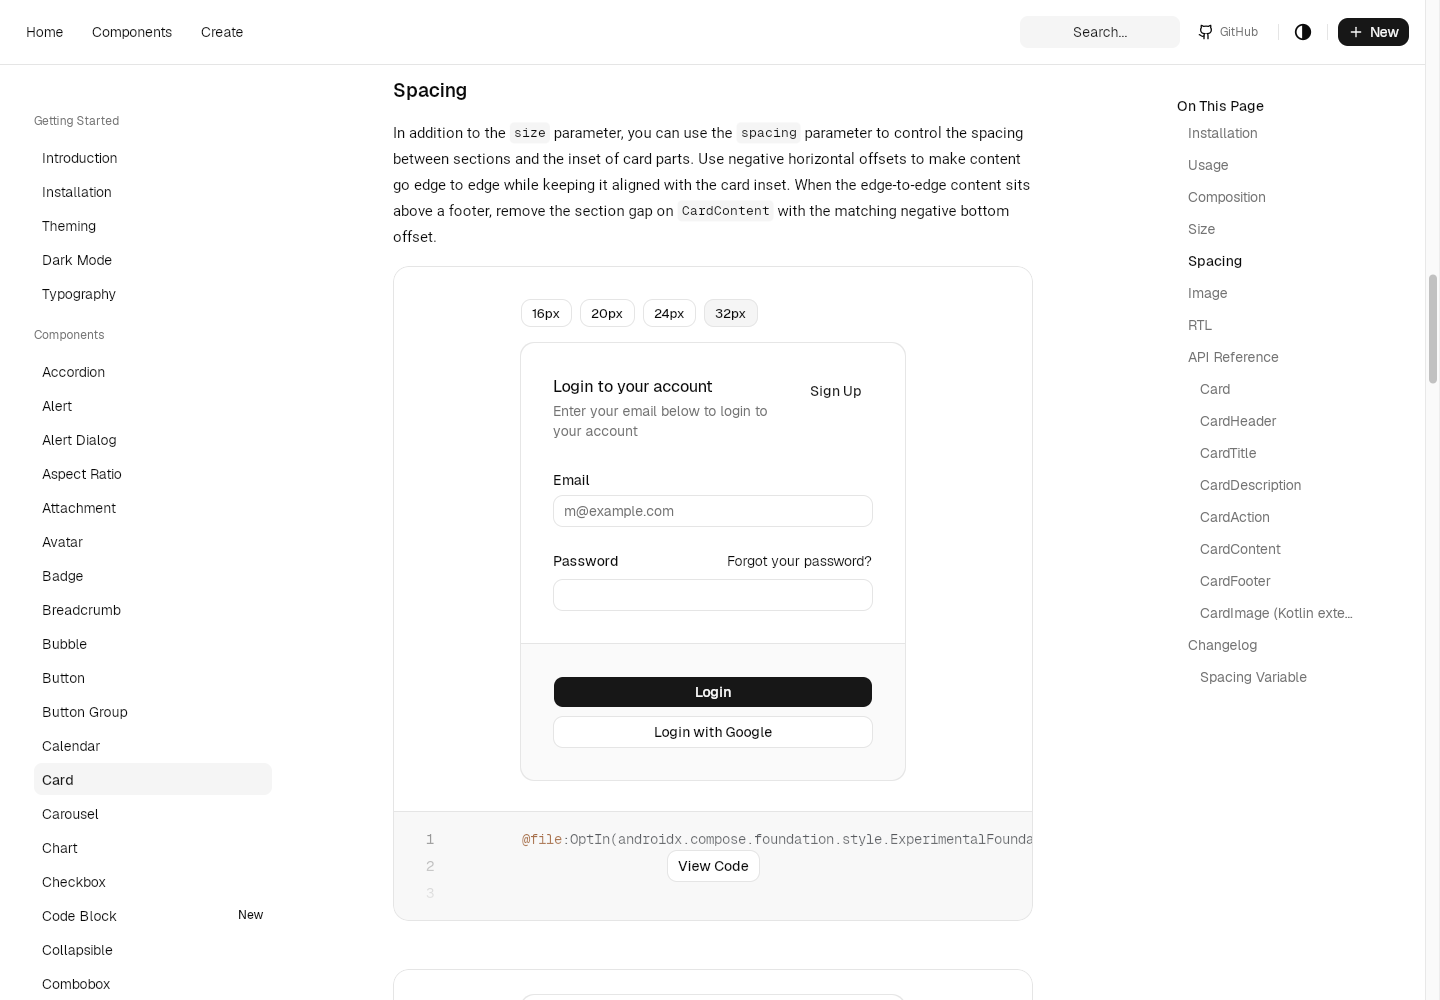 Home
Components
Create
Search...
GitHub
New
Getting Started
Introduction
Installation
Theming
Dark Mode
Typography
Components
Accordion
Alert
Alert Dialog
Aspect Ratio
Attachment
Avatar
Badge
Breadcrumb
Bubble
Button
Button Group
Calendar
Card
Carousel
Chart
Checkbox
Code Block New
Collapsible
Combobox
Spacing
In addition to the size parameter, you can use the spacing parameter to control the spacing
between sections and the inset of card parts. Use negative horizontal offsets to make content
go edge to edge while keeping it aligned with the card inset. When the edge-to-edge content sits
above a footer, remove the section gap on CardContent with the matching negative bottom
offset.
16px 20px 24px 32px
Login to your account
Sign Up
Enter your email below to login to
your account
Email
m@example.com
Password Forgot your password?
Login
Login with Google
1 @file:OptIn(androidx.compose.foundation.style.ExperimentalFounda
2
View Code
3
On This Page
Installation
Usage
Composition
Size
Spacing
Image
RTL
API Reference
Card
CardHeader
CardTitle
CardDescription
CardAction
CardContent
CardFooter
CardImage (Kotlin exte...
Changelog
Spacing Variable